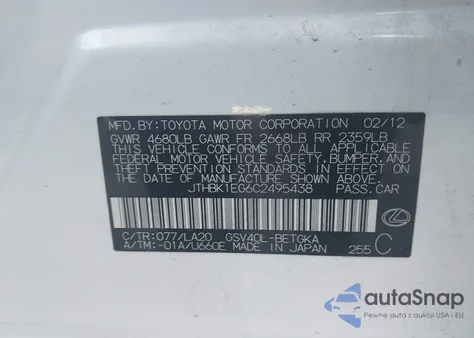 MFD.BY:TOYOTA MOTOR CORPORATION 02/12
GVWR 4680LB GAWR FR 2668LB RR 2359LB
THIS VEHICLE CONFORMS TO ALL APPLICABLE
FEDERAL MOTOR VEHICLE SAFETY, BUMPER, AND
THEFT PREVENTION STANDARDS IN EFFECT ON
THE DATE OF MANUFACTURE SHOWN ABOVE.
JTHBK1EG6C2495438 PASS.CAR
C/TR:077/LA20 GSV40L-BETGKA
A/TM:-01A/U660E MADE IN JAPAN 255 C
autoSnap
Pewne auta z aukcji USA i EU